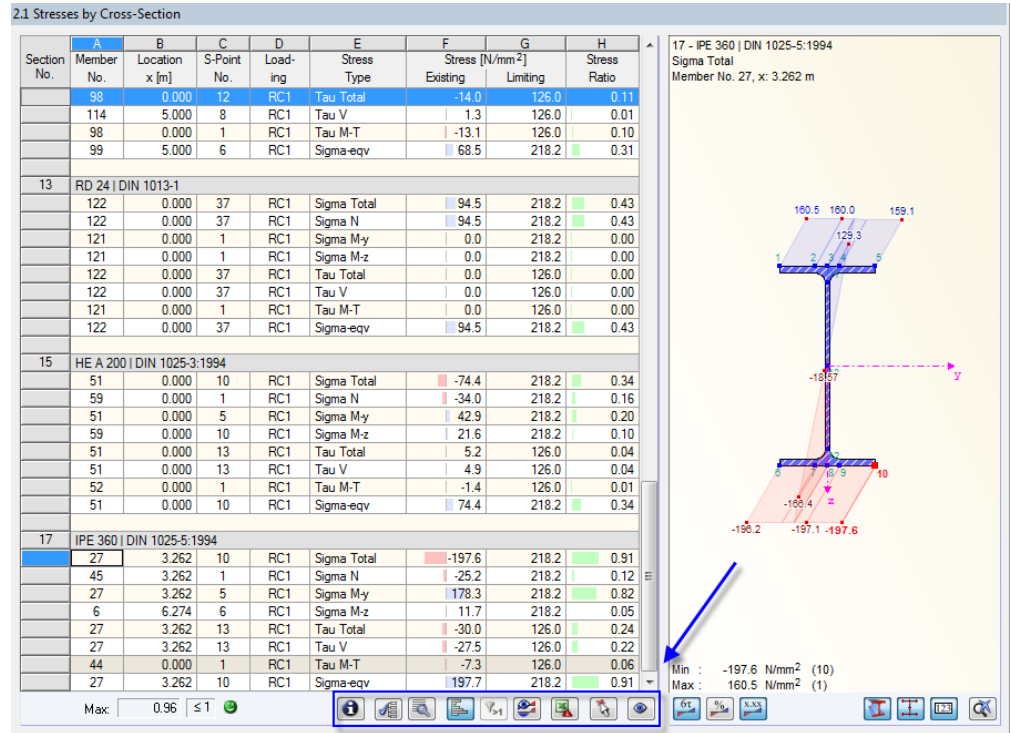 2.1 Stresses by Cross-Section
A B C D E F G H
Section Member Location S-Point Load- Stress Stress [N/mm²] Stress
No. No. x [m] No. ing Type Existing Limiting Ratio
98 0.000 12 RC1 Tau Total -14.0 126.0 0.11
114 5.000 8 RC1 Tau V 1.3 126.0 0.01
98 0.000 1 RC1 Tau M-T -13.1 126.0 0.10
99 5.000 6 RC1 Sigma-eqv 68.5 218.2 0.31
13 RD 24 | DIN 1013-1
122 0.000 37 RC1 Sigma Total 94.5 218.2 0.43
122 0.000 37 RC1 Sigma N 94.5 218.2 0.43
121 0.000 1 RC1 Sigma M-y 0.0 218.2 0.00
121 0.000 1 RC1 Sigma M-z 0.0 218.2 0.00
122 0.000 37 RC1 Tau Total 0.0 126.0 0.00
122 0.000 37 RC1 Tau V 0.0 126.0 0.00
121 0.000 1 RC1 Tau M-T 0.0 126.0 0.00
122 0.000 37 RC1 Sigma-eqv 94.5 218.2 0.43
15 HE A 200 | DIN 1025-3:1994
51 0.000 10 RC1 Sigma Total -74.4 218.2 0.34
59 0.000 1 RC1 Sigma N -34.0 218.2 0.16
51 0.000 5 RC1 Sigma M-y 42.9 218.2 0.20
59 0.000 10 RC1 Sigma M-z 21.6 218.2 0.10
51 0.000 13 RC1 Tau Total 5.2 126.0 0.04
51 0.000 13 RC1 Tau V 4.9 126.0 0.04
52 0.000 1 RC1 Tau M-T -1.4 126.0 0.01
51 0.000 10 RC1 Sigma-eqv 74.4 218.2 0.34
17 IPE 360 | DIN 1025-5:1994
27 3.262 10 RC1 Sigma Total -197.6 218.2 0.91
45 3.262 1 RC1 Sigma N -25.2 218.2 0.12
27 3.262 5 RC1 Sigma M-y 178.3 218.2 0.82
6 6.274 6 RC1 Sigma M-z 11.7 218.2 0.05
27 3.262 13 RC1 Tau Total -30.0 126.0 0.24
27 3.262 13 RC1 Tau V -27.5 126.0 0.22
44 0.000 1 RC1 Tau M-T -7.3 126.0 0.06
27 3.262 10 RC1 Sigma-eqv 197.7 218.2 0.91
Max: 0.96 ≤ 1
17 - IPE 360 | DIN 1025-5:1994
Sigma Total
Member No. 27, x: 3.262 m
160.5 160.0 159.1
129.3
1 2 3 4 5
y
6 7 8 9 10
z
-196.2 -197.1 -197.6
Min : -197.6 N/mm² (10)
Max : 160.5 N/mm² (1)
στ % x.xx 123